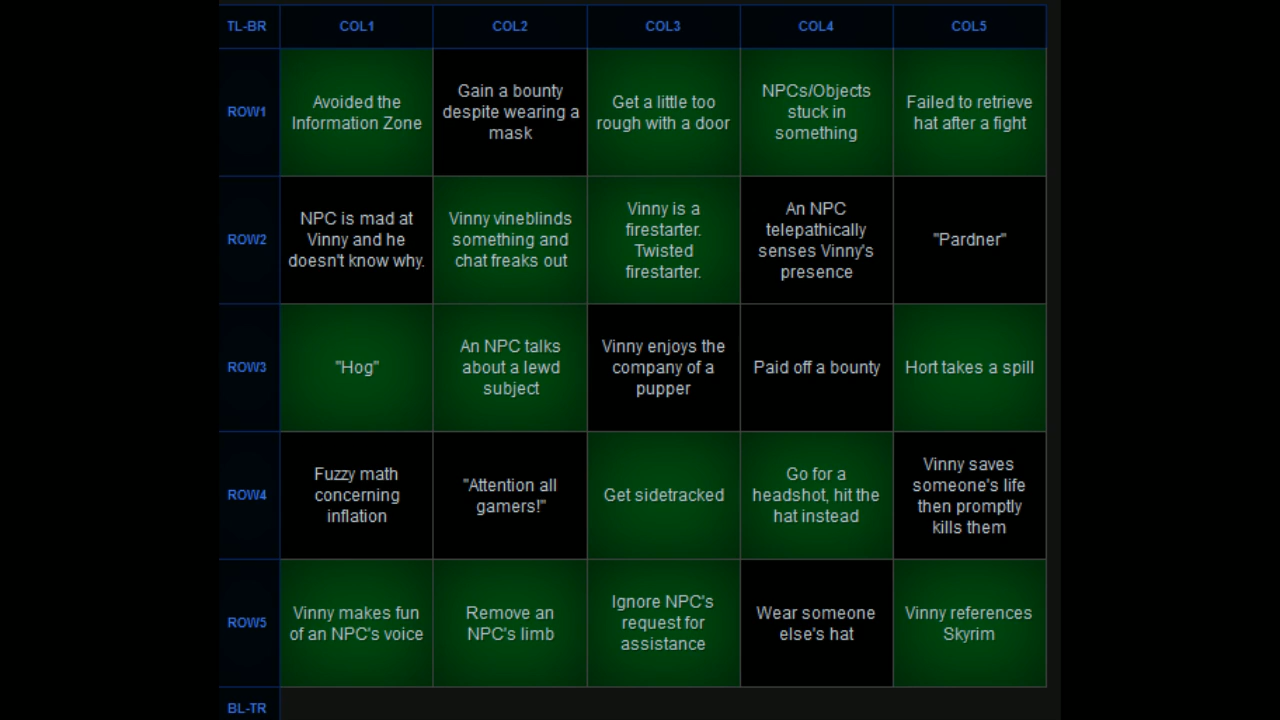 TL-BR COL1 COL2 COL3 COL4 COL5
ROW1
Avoided the
Information Zone
Gain a bounty
despite wearing a
mask
Get a little too
rough with a door
NPCs/Objects
stuck in
something
Failed to retrieve
hat after a fight
ROW2
NPC is mad at
Vinny and he
doesn't know why.
Vinny vineblinds
something and
chat freaks out
Vinny is a
firestarter.
Twisted
firestarter.
An NPC
telepathically
senses Vinny's
presence
"Pardner"
ROW3
"Hog"
An NPC talks
about a lewd
subject
Vinny enjoys the
company of a
pupper
Paid off a bounty
Hort takes a spill
ROW4
Fuzzy math
concerning
inflation
"Attention all
gamers!"
Get sidetracked
Go for a
headshot, hit the
hat instead
Vinny saves
someone's life
then promptly
kills them
ROW5
Vinny makes fun
of an NPC's voice
Remove an
NPC's limb
Ignore NPC's
request for
assistance
Wear someone
else's hat
Vinny references
Skyrim
BL-TR